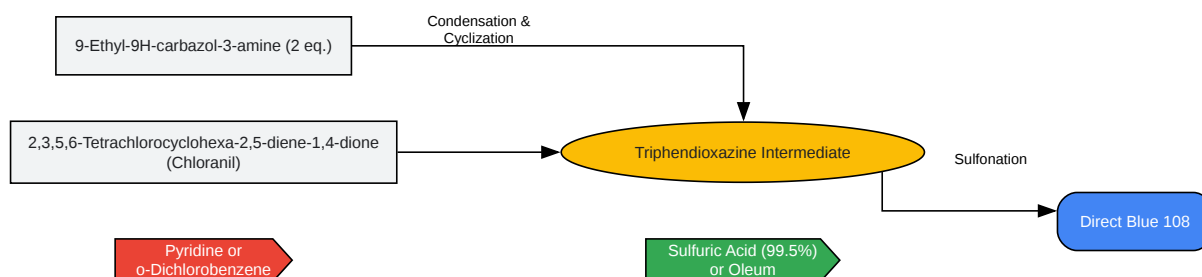 Condensation &
Cyclization
9-Ethyl-9H-carbazol-3-amine (2 eq.)
2,3,5,6-Tetrachlorocyclohexa-2,5-diene-1,4-dione
(Chloranil)
Triphendioxazine Intermediate
Sulfonation
Direct Blue 108
Pyridine or
o-Dichlorobenzene
Sulfuric Acid (99.5%)
or Oleum